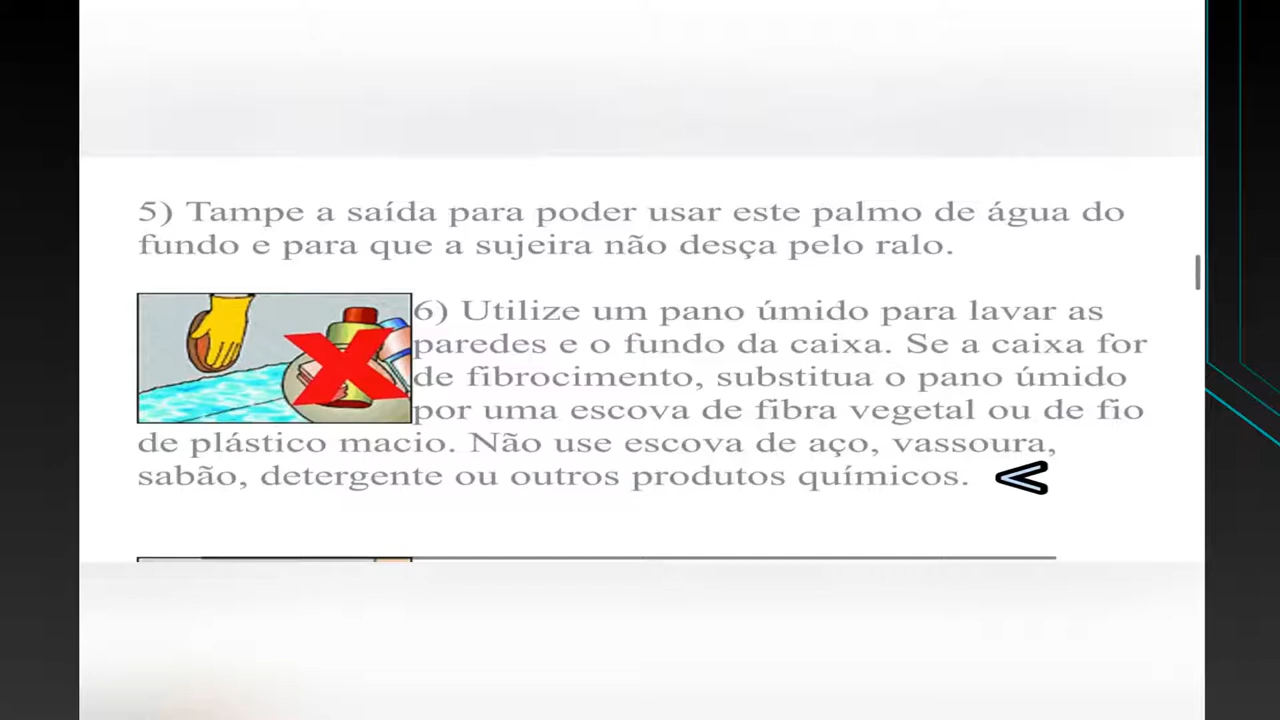 5) Tampe a saída para poder usar este palmo de água do
fundo e para que a sujeira não desça pelo ralo.
6) Utilize um pano úmido para lavar as
paredes e o fundo da caixa. Se a caixa for
de fibrocimento, substitua o pano úmido
por uma escova de fibra vegetal ou de fio
de plástico macio. Não use escova de aço, vassoura,
sabão, detergente ou outros produtos químicos.